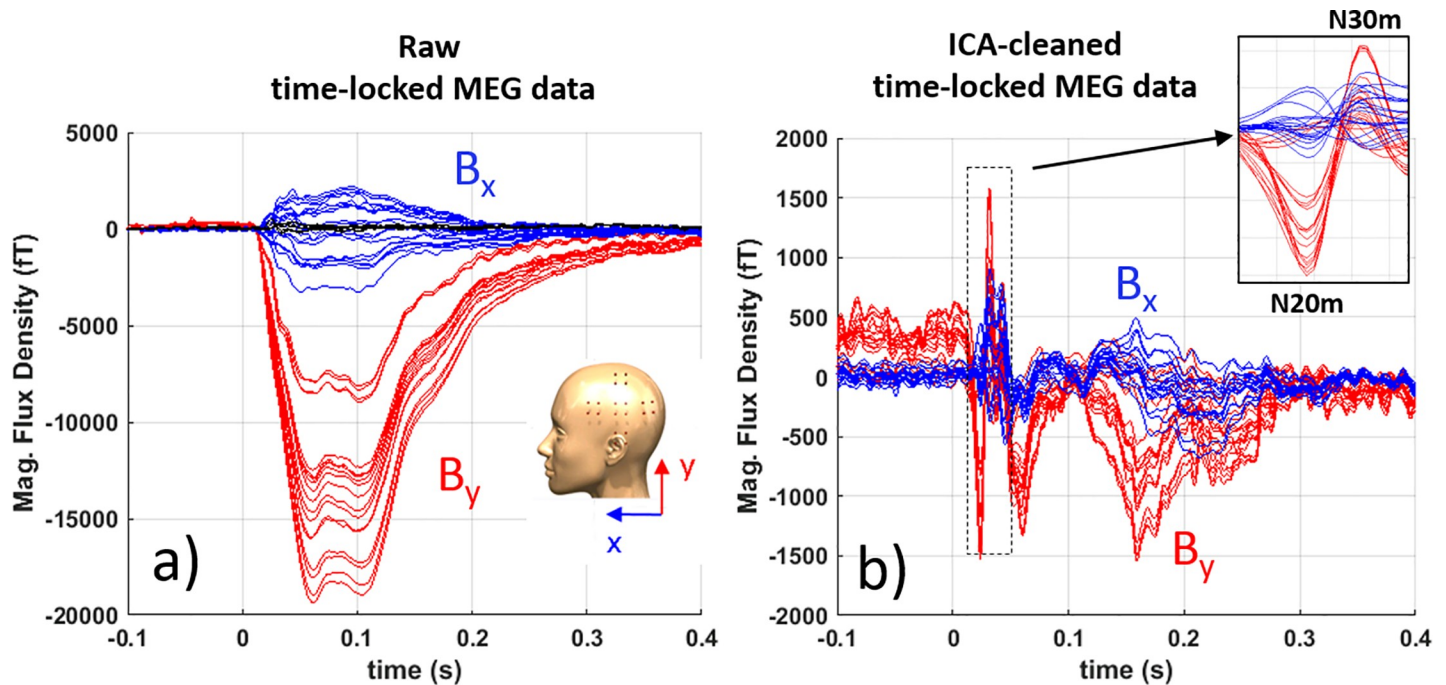 Raw
time-locked MEG data
5000
0
-5000
-10000
-15000
-20000
Mag. Flux Density (fT)
-0.1 0 0.1 0.2 0.3 0.4
time (s)
Bx
By
y
x
a)
ICA-cleaned
time-locked MEG data
2000
1500
1000
500
0
-500
-1000
-1500
-2000
Mag. Flux Density (fT)
-0.1 0 0.1 0.2 0.3 0.4
time (s)
Bx
By
b)
N30m
N20m